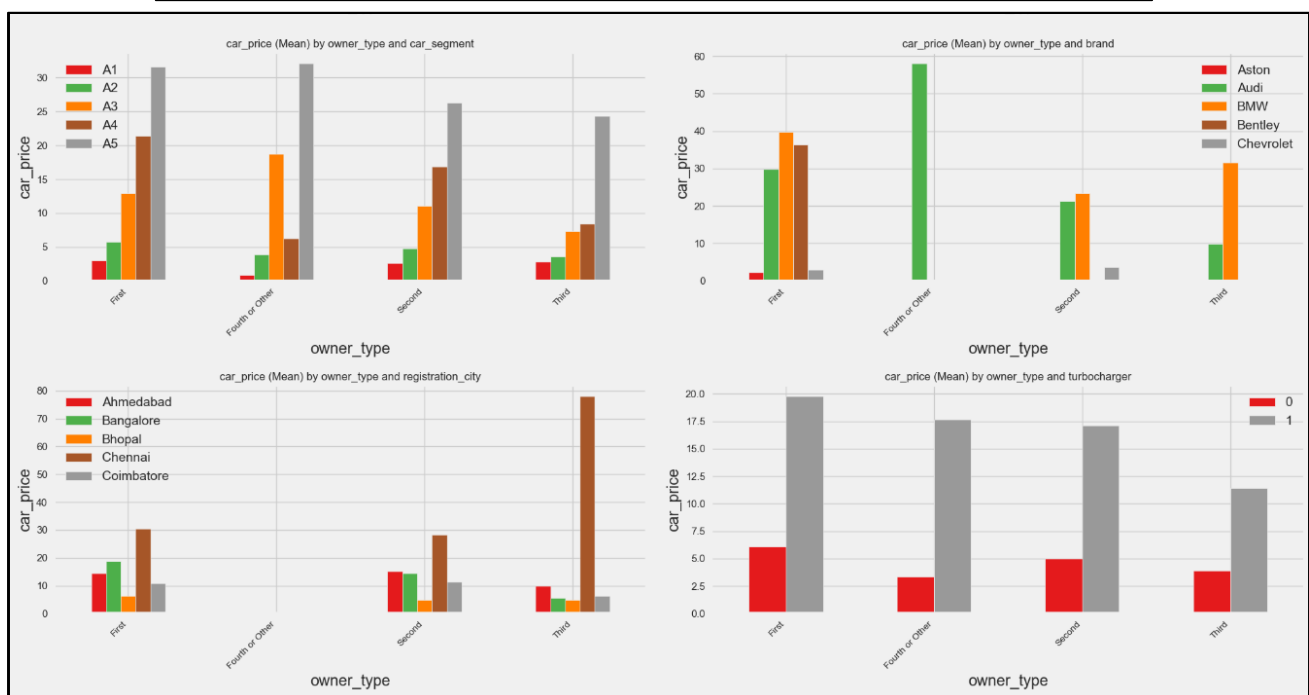 car_price (Mean) by owner_type and car_segment
A1
A2
A3
A4
A5
30
25
20
15
10
5
0
car_price
First
Fourth or Other
Second
Third
owner_type
car_price (Mean) by owner_type and brand
Aston
Audi
BMW
Bentley
Chevrolet
60
50
40
30
20
10
0
car_price
First
Fourth or Other
Second
Third
owner_type
car_price (Mean) by owner_type and registration_city
Ahmedabad
Bangalore
Bhopal
Chennai
Coimbatore
80
70
60
50
40
30
20
10
0
car_price
First
Fourth or Other
Second
Third
owner_type
car_price (Mean) by owner_type and turbocharger
0
1
20.0
17.5
15.0
12.5
10.0
7.5
5.0
2.5
0.0
car_price
First
Fourth or Other
Second
Third
owner_type